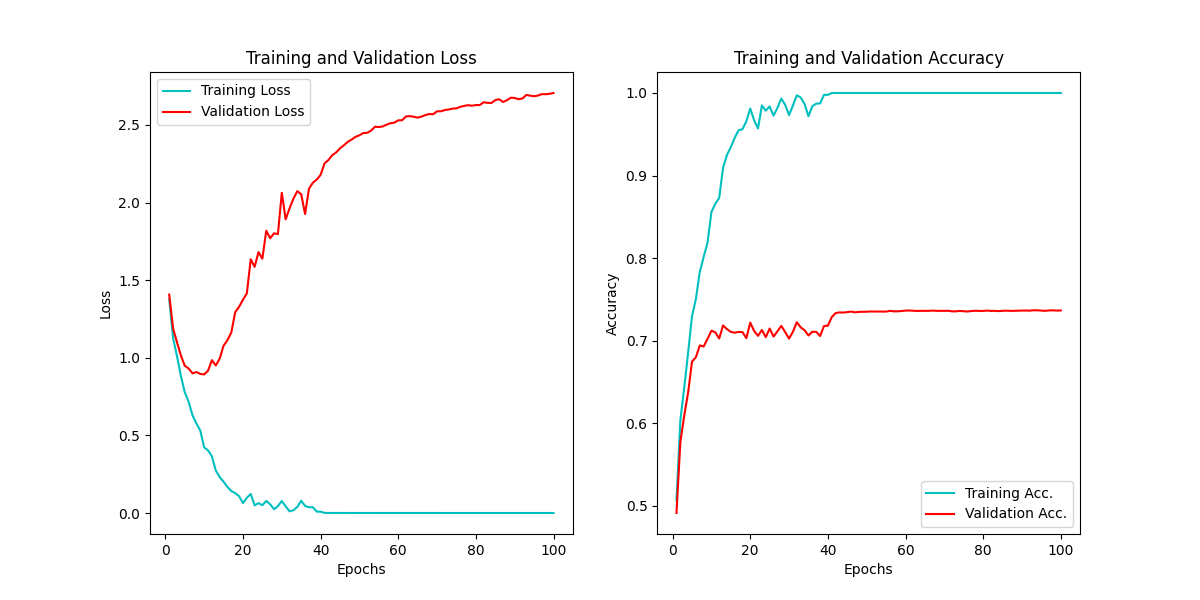 Training and Validation Loss
Training Loss
Validation Loss
2.5
2.0
1.5
1.0
0.5
0.0
Loss
0 20 40 60 80 100
Epochs
Training and Validation Accuracy
1.0
0.9
0.8
0.7
0.6
0.5
Accuracy
Training Acc.
Validation Acc.
0 20 40 60 80 100
Epochs